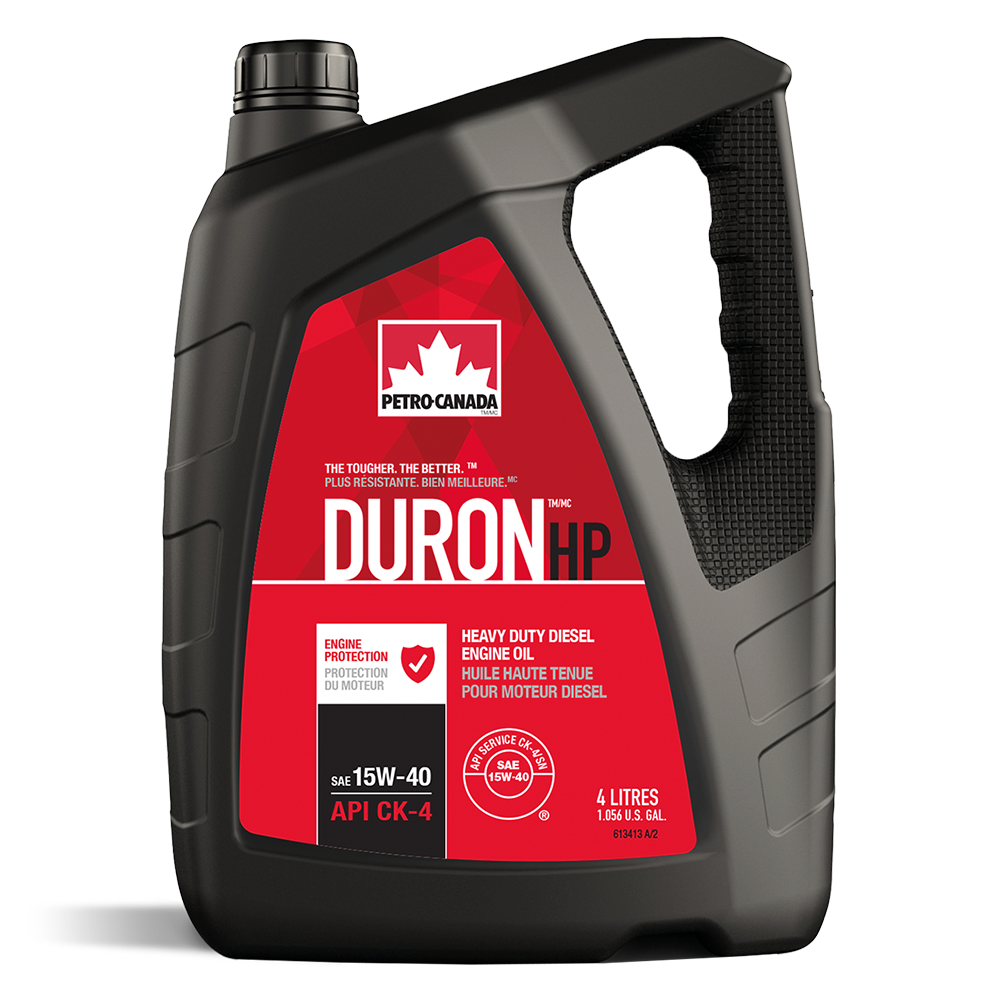 PETRO-CANADA
TM/MC
THE TOUGHER. THE BETTER. ™
PLUS RÉSISTANTE. BIEN MEILLEURE.MC
DURON TM/MC HP
ENGINE
PROTECTION
PROTECTION
DU MOTEUR
HEAVY DUTY DIESEL
ENGINE OIL
HUILE HAUTE TENUE
POUR MOTEUR DIESEL
SAE 15W-40
API CK-4
API SERVICE CK-4/SN
SAE
15W-40
®
4 LITRES
1.056 U.S. GAL.
613413 A/2